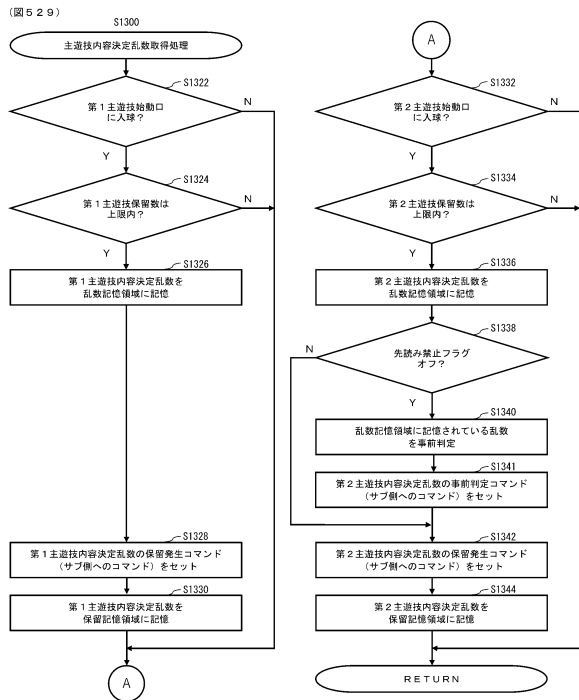 (図529)
S1300
主遊技内容決定乱数取得処理
S1322
第1主遊技始動口
に入球?
N
Y
S1324
第1主遊技保留数は
上限内?
N
Y
S1326
第1主遊技内容決定乱数を
乱数記憶領域に記憶
S1328
第1主遊技内容決定乱数の保留発生コマンド
(サブ側へのコマンド)をセット
S1330
第1主遊技内容決定乱数を
保留記憶領域に記憶
A
A
S1332
第2主遊技始動口
に入球?
N
Y
S1334
第2主遊技保留数は
上限内?
N
Y
S1336
第2主遊技内容決定乱数を
乱数記憶領域に記憶
S1338
先読み禁止フラグ
オフ?
N
Y
S1340
乱数記憶領域に記憶されている乱数
を事前判定
S1341
第2主遊技内容決定乱数の事前判定コマンド
(サブ側へのコマンド)をセット
S1342
第2主遊技内容決定乱数の保留発生コマンド
(サブ側へのコマンド)をセット
S1344
第2主遊技内容決定乱数を
保留記憶領域に記憶
RETURN